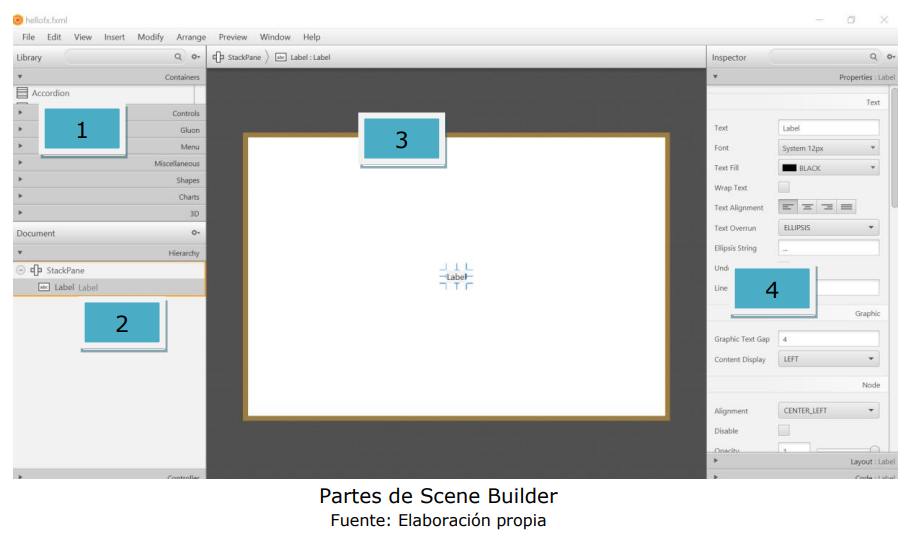 hellofx.fxml
File Edit View Insert Modify Arrange Preview Window Help
Library
StackPane
abc Label : Label
Containers
Accordion
Controls
Gluon
Menu
Miscellaneous
Shapes
Charts
3D
1
Document
Hierarchy
StackPane
abc Label Label
2
Controller
3
Label
Inspector
Properties : Label
Text
Text Label
Font System 12px
Text Fill BLACK
Wrap Text
Text Alignment
Text Overrun ELLIPSIS
Ellipsis String ...
Line
4
Graphic
Graphic Text Gap 4
Content Display LEFT
Node
Alignment CENTER_LEFT
Disable
Opacity 1
Layout : Label
Code : Label
Partes de Scene Builder
Fuente: Elaboración propia